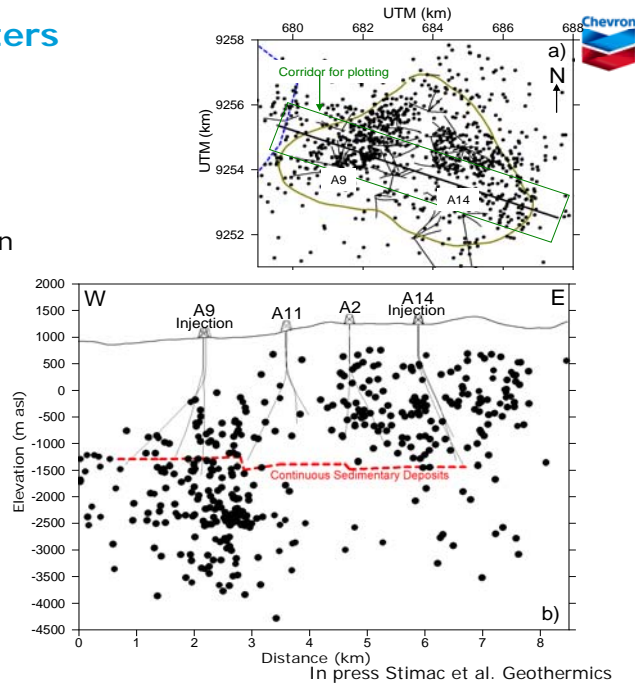 ters
Chevron
UTM (km)
680 682 684 686 688
9258
9256
9254
9252
UTM (km)
a)
N
Corridor for plotting
A9
A14
n
2000
1500
1000
500
0
-500
-1000
-1500
-2000
-2500
-3000
-3500
-4000
-4500
Elevation (m asl)
W
E
A9
Injection
A11
A2
A14
Injection
Continuous Sedimentary Deposits
b)
0 1 2 3 4 5 6 7 8
Distance (km)
In press Stimac et al. Geothermics